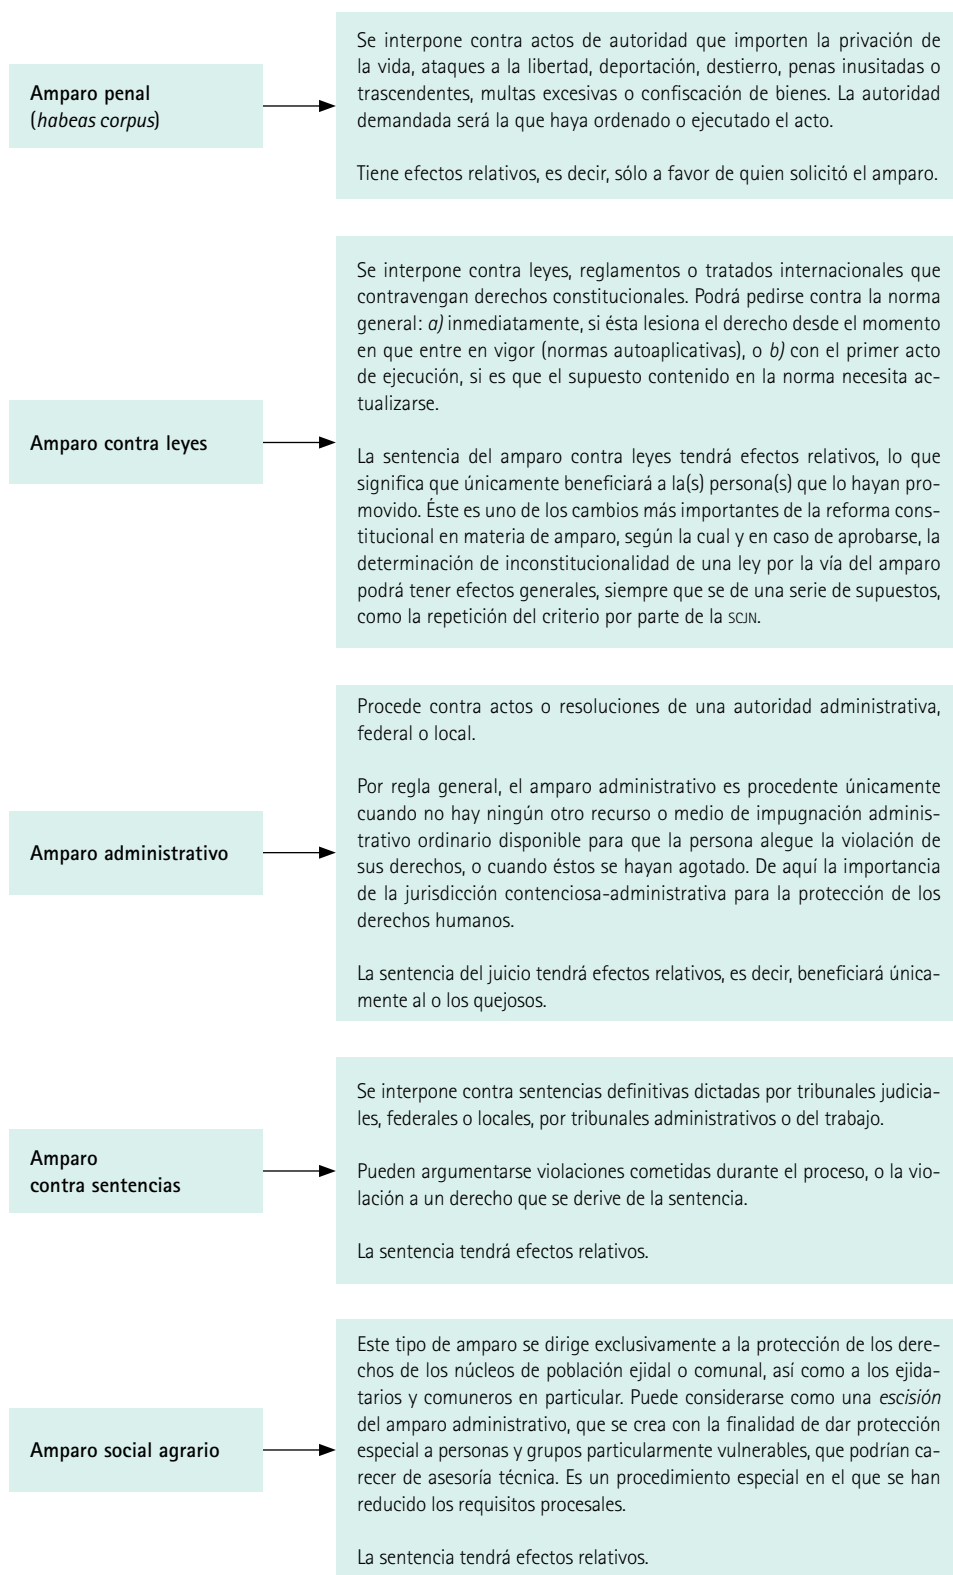 Amparo penal
(habeas corpus)
Se interpone contra actos de autoridad que importen la privación de
la vida, ataques a la libertad, deportación, destierro, penas inusitadas o
trascendentes, multas excesivas o confiscación de bienes. La autoridad
demandada será la que haya ordenado o ejecutado el acto.
Tiene efectos relativos, es decir, sólo a favor de quien solicitó el amparo.
Amparo contra leyes
Se interpone contra leyes, reglamentos o tratados internacionales que
contravengan derechos constitucionales. Podrá pedirse contra la norma
general: a) inmediatamente, si ésta lesiona el derecho desde el momento
en que entre en vigor (normas autoaplicativas), o b) con el primer acto
de ejecución, si es que el supuesto contenido en la norma necesita ac-
tualizarse.
La sentencia del amparo contra leyes tendrá efectos relativos, lo que
significa que únicamente beneficiará a la(s) persona(s) que lo hayan pro-
movido. Éste es uno de los cambios más importantes de la reforma cons-
titucional en materia de amparo, según la cual y en caso de aprobarse, la
determinación de inconstitucionalidad de una ley por la vía del amparo
podrá tener efectos generales, siempre que se de una serie de supuestos,
como la repetición del criterio por parte de la SCJN.
Amparo administrativo
Procede contra actos o resoluciones de una autoridad administrativa,
federal o local.
Por regla general, el amparo administrativo es procedente únicamente
cuando no hay ningún otro recurso o medio de impugnación adminis-
trativo ordinario disponible para que la persona alegue la violación de
sus derechos, o cuando éstos se hayan agotado. De aquí la importancia
de la jurisdicción contenciosa-administrativa para la protección de los
derechos humanos.
La sentencia del juicio tendrá efectos relativos, es decir, beneficiará única-
mente al o los quejosos.
Amparo
contra sentencias
Se interpone contra sentencias definitivas dictadas por tribunales judicia-
les, federales o locales, por tribunales administrativos o del trabajo.
Pueden argumentarse violaciones cometidas durante el proceso, o la vio-
lación a un derecho que se derive de la sentencia.
La sentencia tendrá efectos relativos.
Amparo social agrario
Este tipo de amparo se dirige exclusivamente a la protección de los dere-
chos de los núcleos de población ejidal o comunal, así como a los ejida-
tarios y comuneros en particular. Puede considerarse como una escisión
del amparo administrativo, que se crea con la finalidad de dar protección
especial a personas y grupos particularmente vulnerables, que podrían ca-
recer de asesoría técnica. Es un procedimiento especial en el que se han
reducido los requisitos procesales.
La sentencia tendrá efectos relativos.